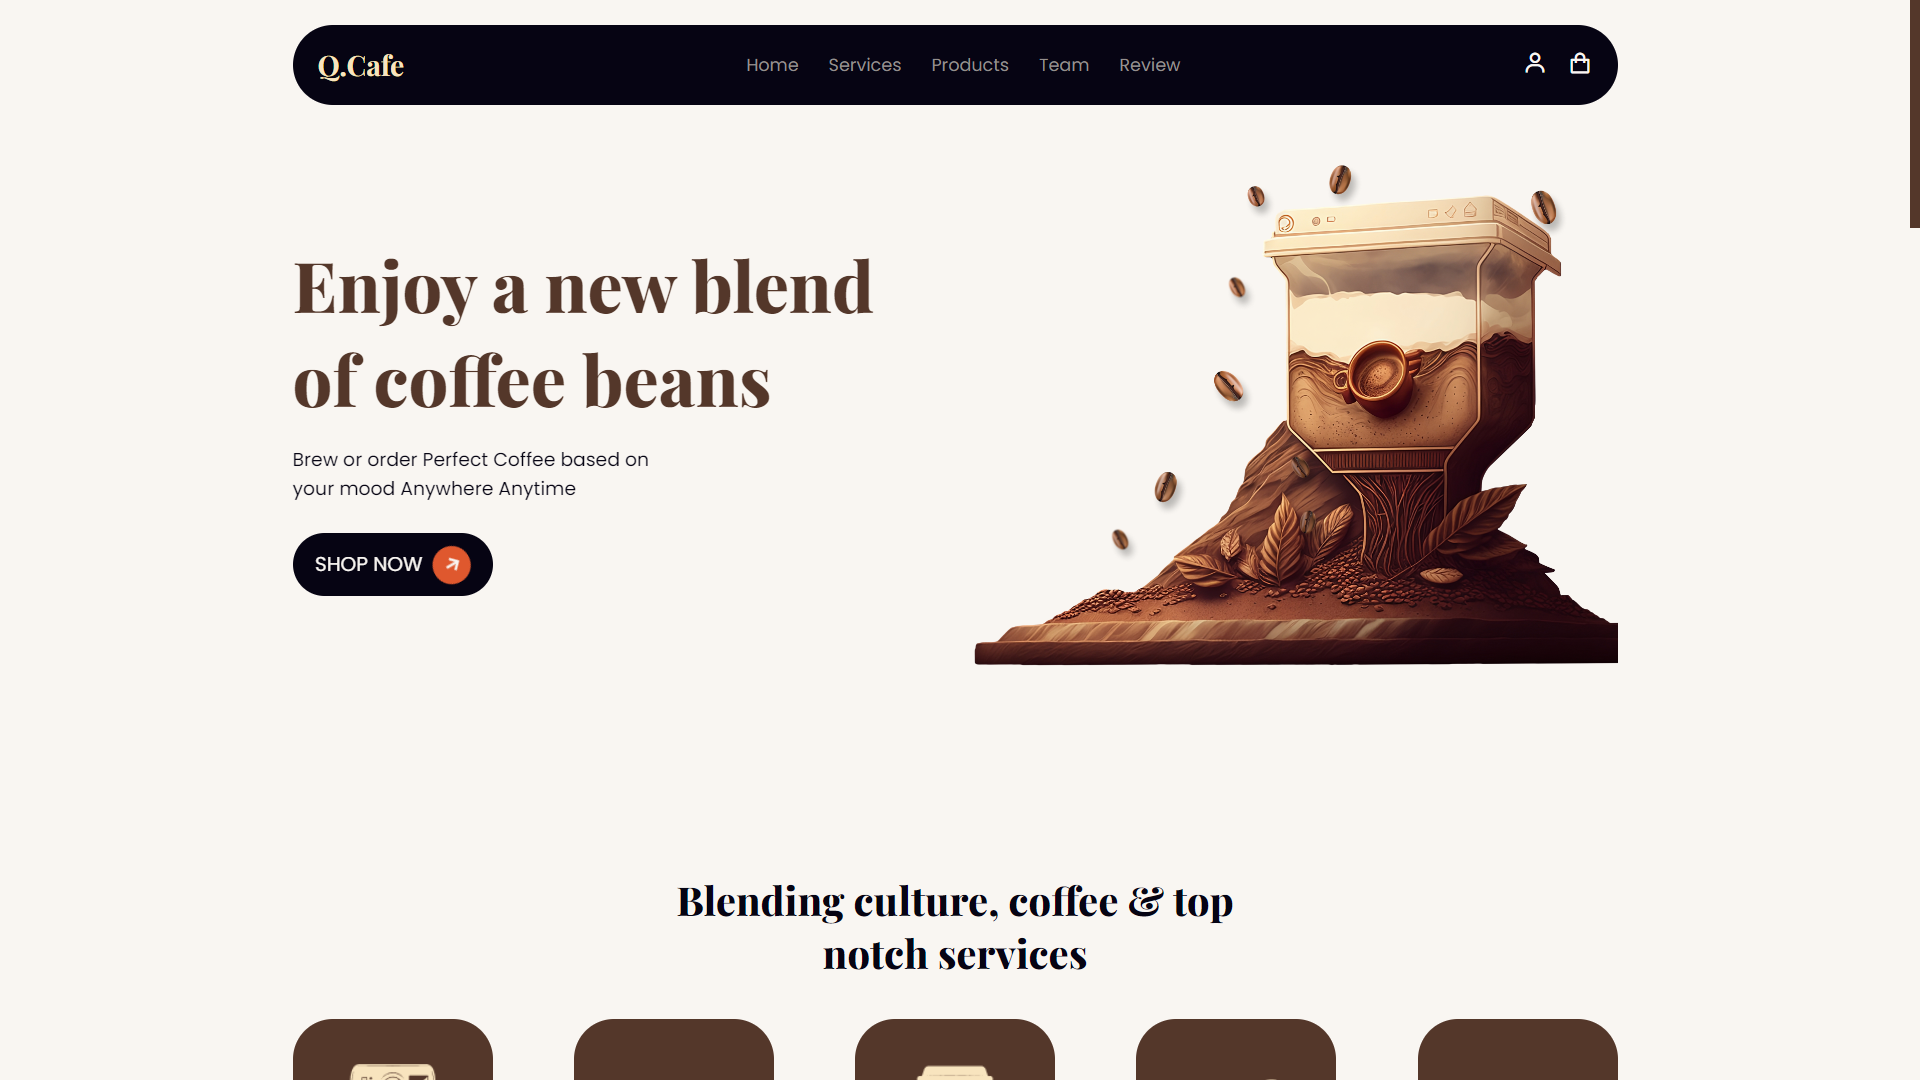 Q.Cafe
Home Services Products Team Review
Enjoy a new blend
of coffee beans
Brew or order Perfect Coffee based on
your mood Anywhere Anytime
SHOP NOW
Blending culture, coffee & top
notch services